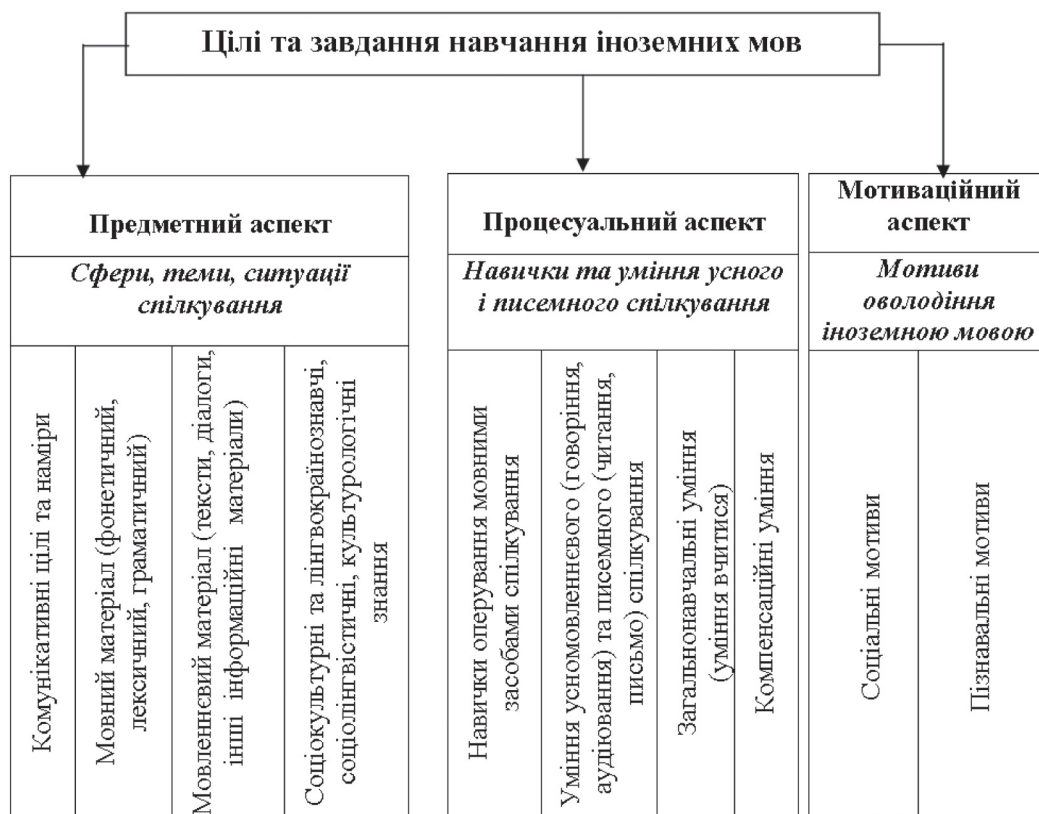 Цілі та завдання навчання іноземних мов
Предметний аспект
Сфери, теми, ситуації
спілкування
Комунікативні цілі та наміри
Мовний матеріал (фонетичний,
лексичний, граматичний)
Мовленнєвий матеріал (тексти, діалоги,
інші інформаційні матеріали)
Соціокультурні та лінгвокраїнознавчі,
соціолінгвістичні, культурологічні
знання
Процесуальний аспект
Навички та уміння усного
і писемного спілкування
Навички оперування мовними
засобами спілкування
Уміння усномовленнєвого (говоріння,
аудіювання) та писемного (читання,
письмо) спілкування
Загальнонавчальні уміння
(уміння вчитися)
Компенсаційні уміння
Мотиваційний
аспект
Мотиви
оволодіння
іноземною мовою
Соціальні мотиви
Пізнавальні мотиви